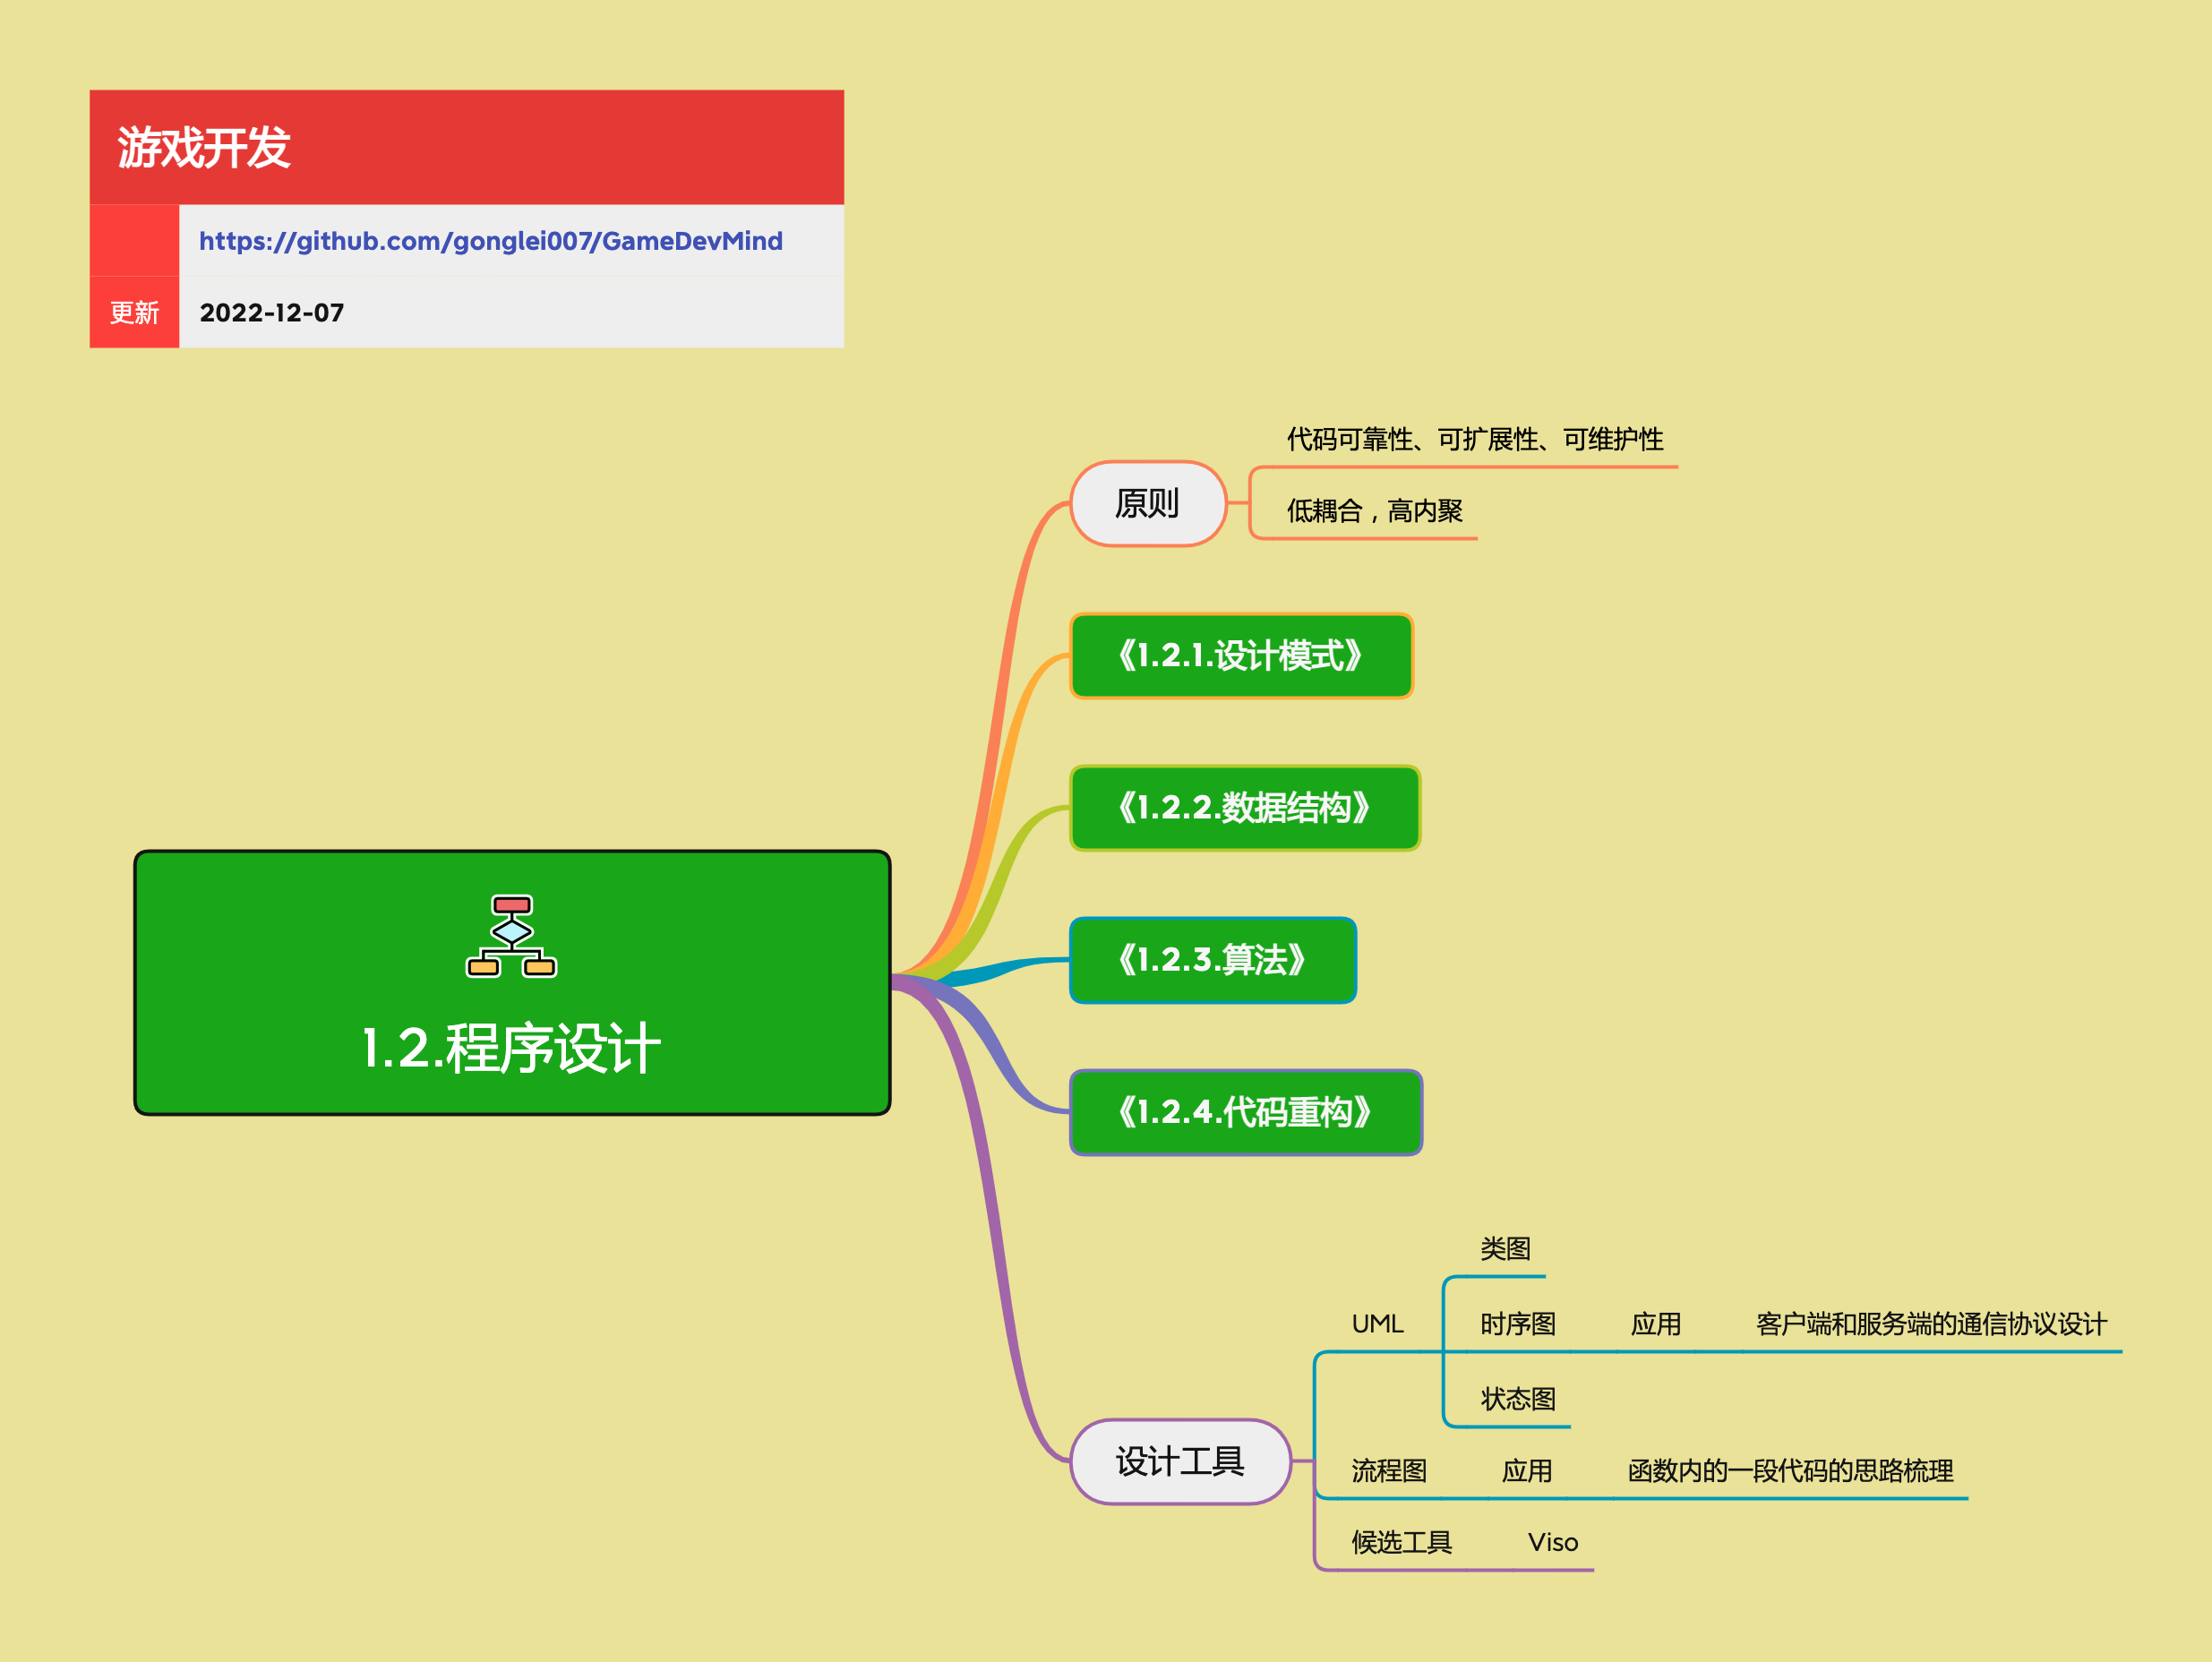 游戏开发
https://github.com/gonglei007/GameDevMind
更新 2022-12-07
代码可靠性、可扩展性、可维护性
原则
低耦合，高内聚
《1.2.1.设计模式》
《1.2.2.数据结构》
《1.2.3.算法》
1.2.程序设计
《1.2.4.代码重构》
类图
UML 时序图 应用 客户端和服务端的通信协议设计
状态图
设计工具
流程图 应用 函数内的一段代码的思路梳理
候选工具 Viso